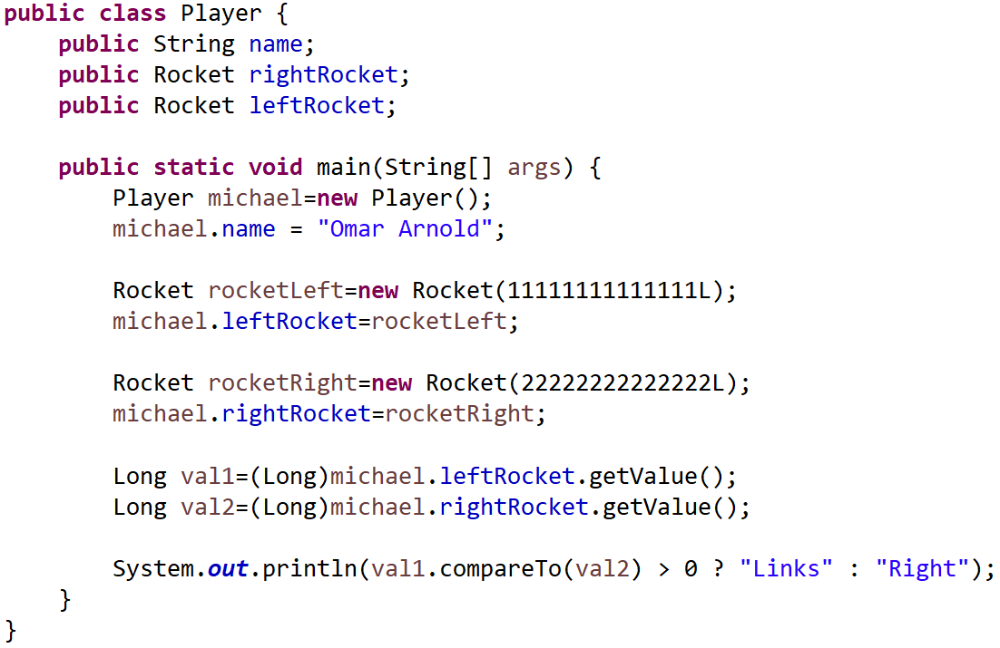 public class Player {
    public String name;
    public Rocket rightRocket;
    public Rocket leftRocket;

    public static void main(String[] args) {
        Player michael=new Player();
        michael.name = "Omar Arnold";

        Rocket rocketLeft=new Rocket(11111111111111L);
        michael.leftRocket=rocketLeft;

        Rocket rocketRight=new Rocket(22222222222222L);
        michael.rightRocket=rocketRight;

        Long val1=(Long)michael.leftRocket.getValue();
        Long val2=(Long)michael.rightRocket.getValue();

        System.out.println(val1.compareTo(val2) > 0 ? "Links" : "Right");
    }
}